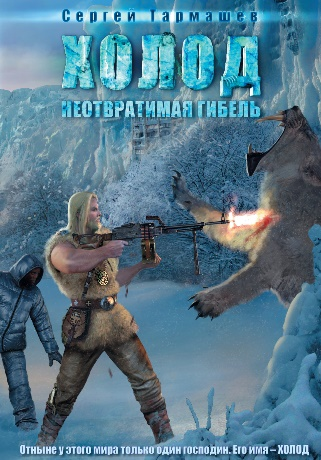 Сергей Тармашев
ХОЛОД
НЕОТВРАТИМАЯ ГИБЕЛЬ
Отныне у этого мира только один господин. Его имя – ХОЛОД